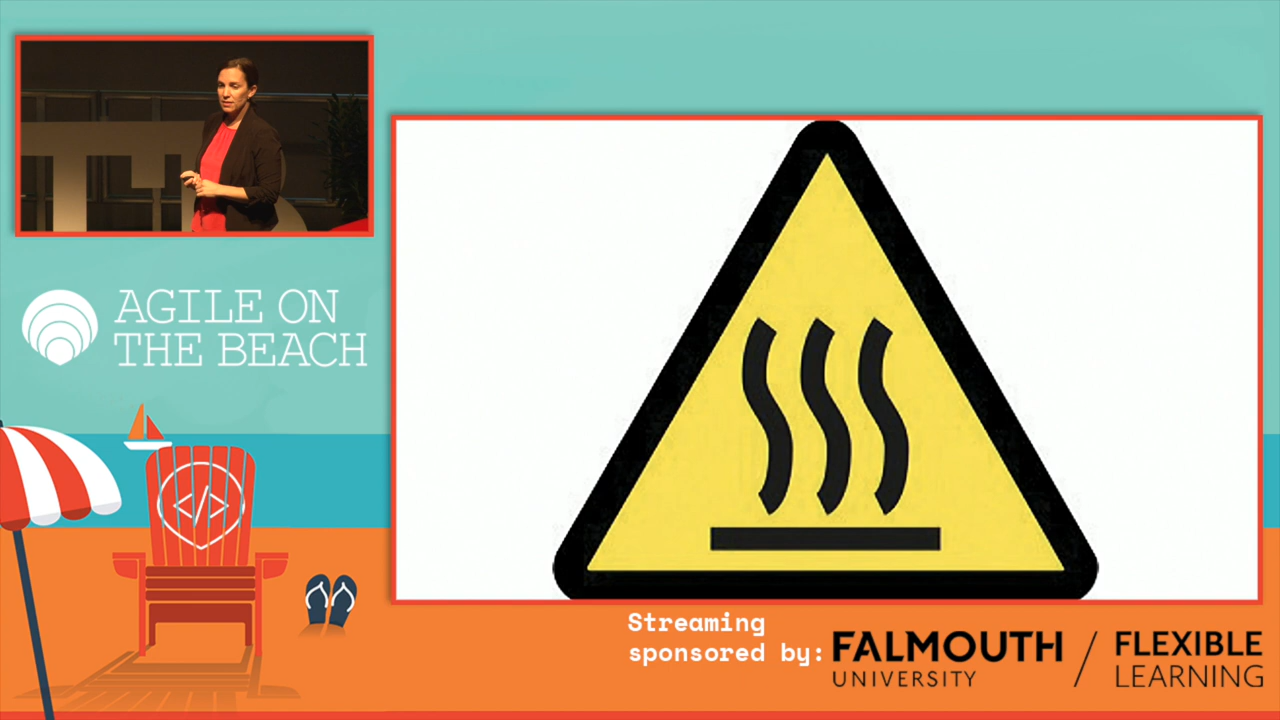 AGILE ON
THE BEACH
</>
Streaming
sponsored by:
FALMOUTH
UNIVERSITY
/
FLEXIBLE
LEARNING